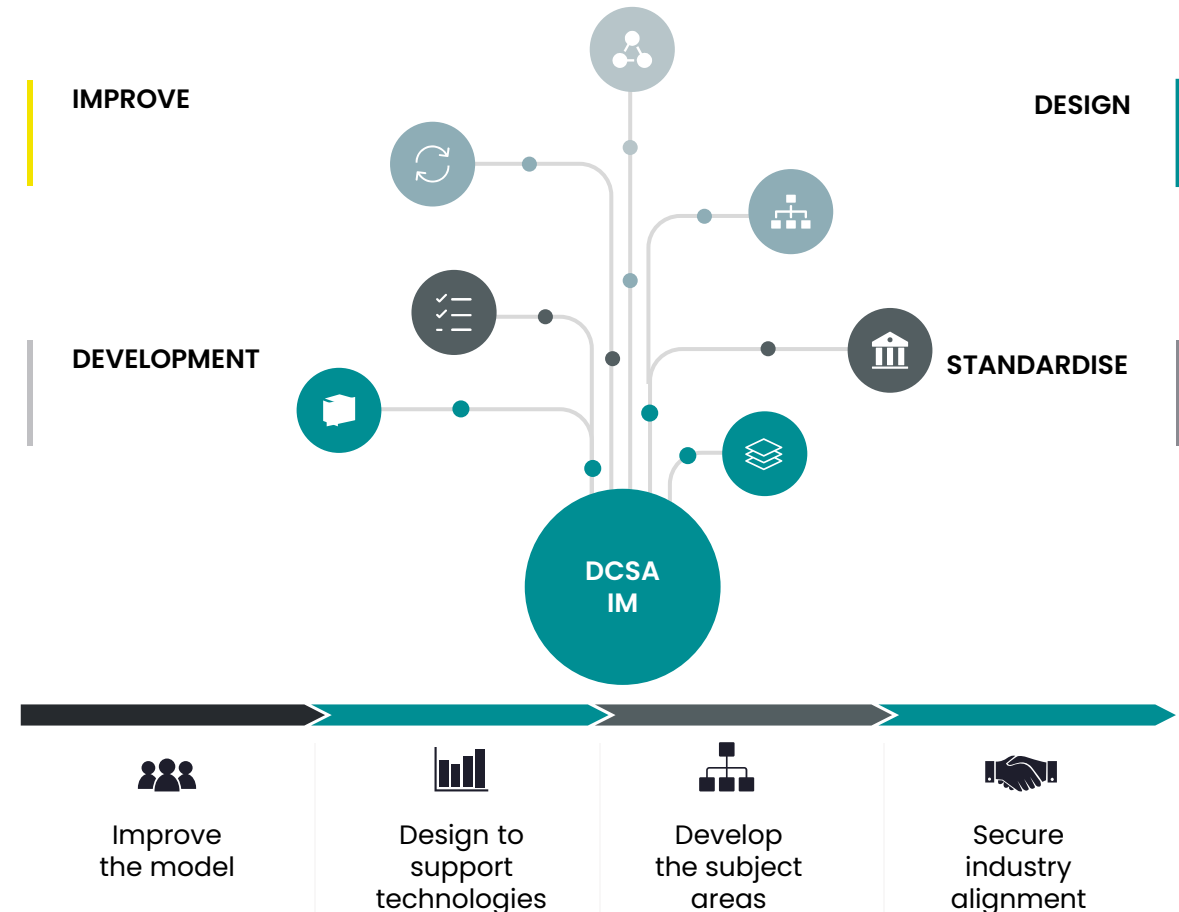 IMPROVE
DESIGN
DEVELOPMENT
STANDARDISE
DCSA
IM
Improve
the model
Design to
support
technologies
Develop
the subject
areas
Secure
industry
alignment